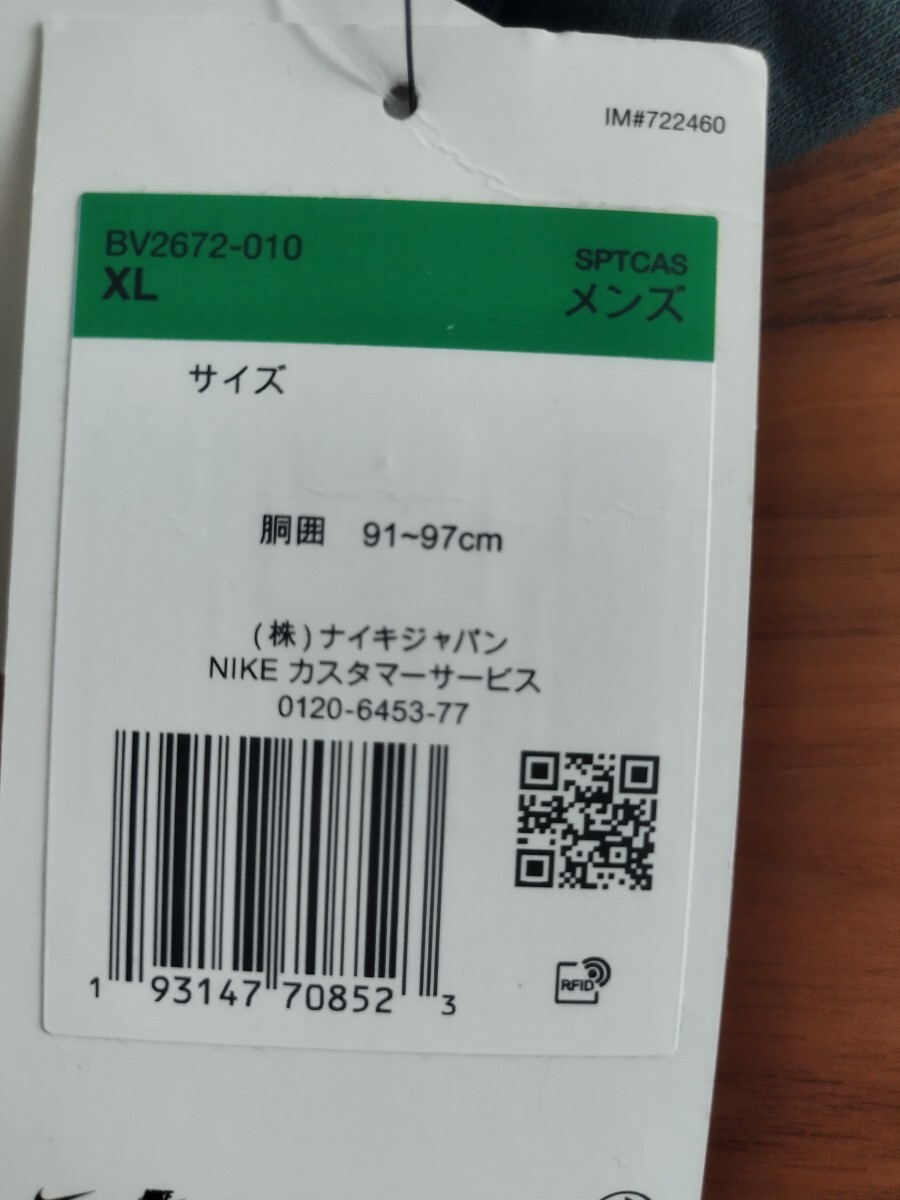 IM#722460
BV2672-010
SPTCAS
XL
メンズ
サイズ
胴囲 91~97cm
(株)ナイキジャパン
NIKE カスタマーサービス
0120-6453-77
RFID
1 93147 70852 3